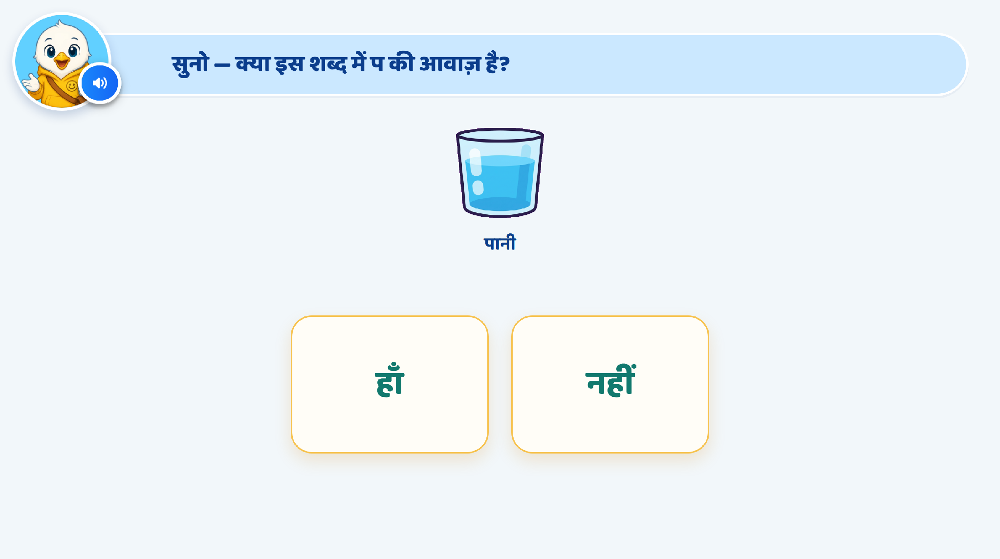 सुनो — क्या इस शब्द में प की आवाज़ है?
पानी
हाँ
नहीं